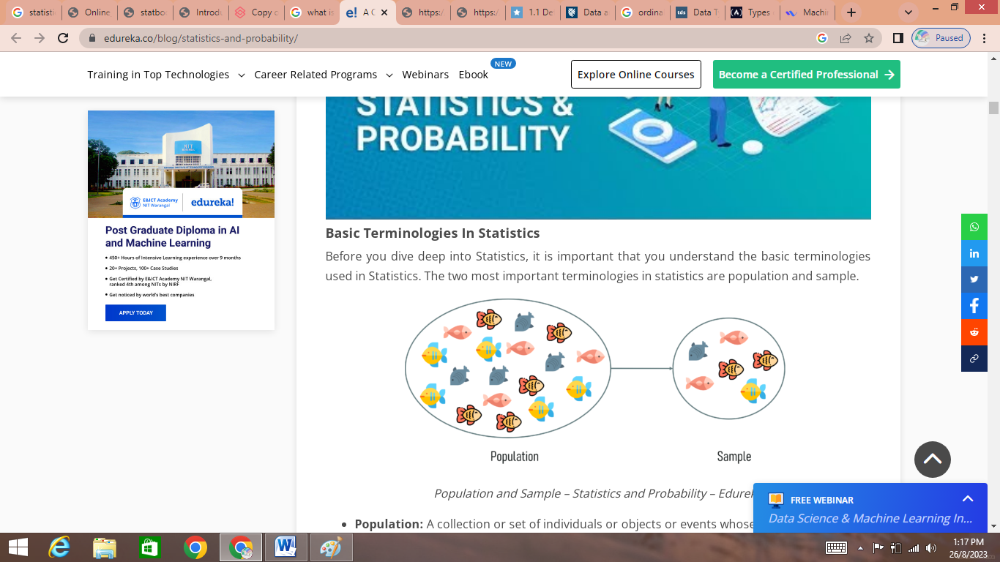 statisti
Online
statboo
Introdu
Copy c
what is
e! A C
https:/
https:/
1.1 De
Data a
ordina
tds Data T
Types
Machi
edureka.co/blog/statistics-and-probability/
Paused
Training in Top Technologies
Career Related Programs
Webinars
Ebook
NEW
Explore Online Courses
Become a Certified Professional
STATISTICS &
PROBABILITY
NIT
E&ICT Academy
NIT Warangal
edureka!
Post Graduate Diploma in AI
and Machine Learning
• 450+ Hours of Intensive Learning experience over 9 months
• 20+ Projects, 100+ Case Studies
• Get Certified by E&ICT Academy NIT Warangal,
ranked 4th among NITs by NIRF
• Get noticed by world's best companies
APPLY TODAY
Basic Terminologies In Statistics
Before you dive deep into Statistics, it is important that you understand the basic terminologies
used in Statistics. The two most important terminologies in statistics are population and sample.
Population
Sample
Population and Sample – Statistics and Probability – Edurek
• Population: A collection or set of individuals or objects or events whose
FREE WEBINAR
Data Science & Machine Learning In...
1:17 PM
26/8/2023